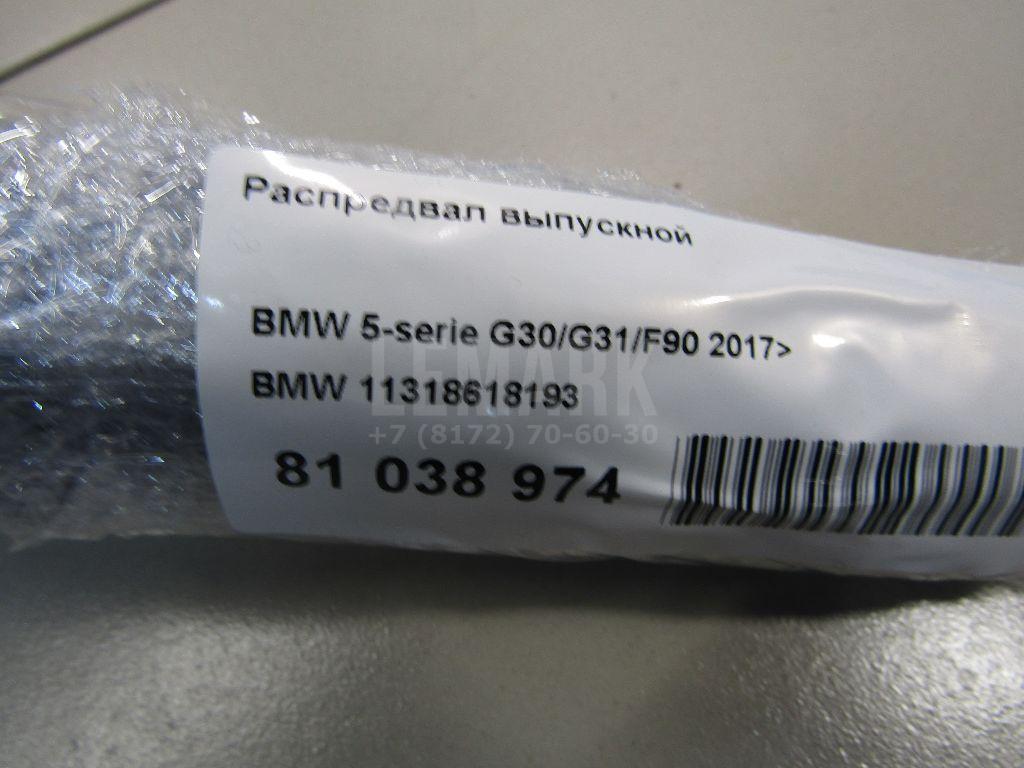 Распредвал выпускной
BMW 5-serie G30/G31/F90 2017>
BMW 11318618193
LEMARK
+7 (8172) 70-60-30
81 038 974